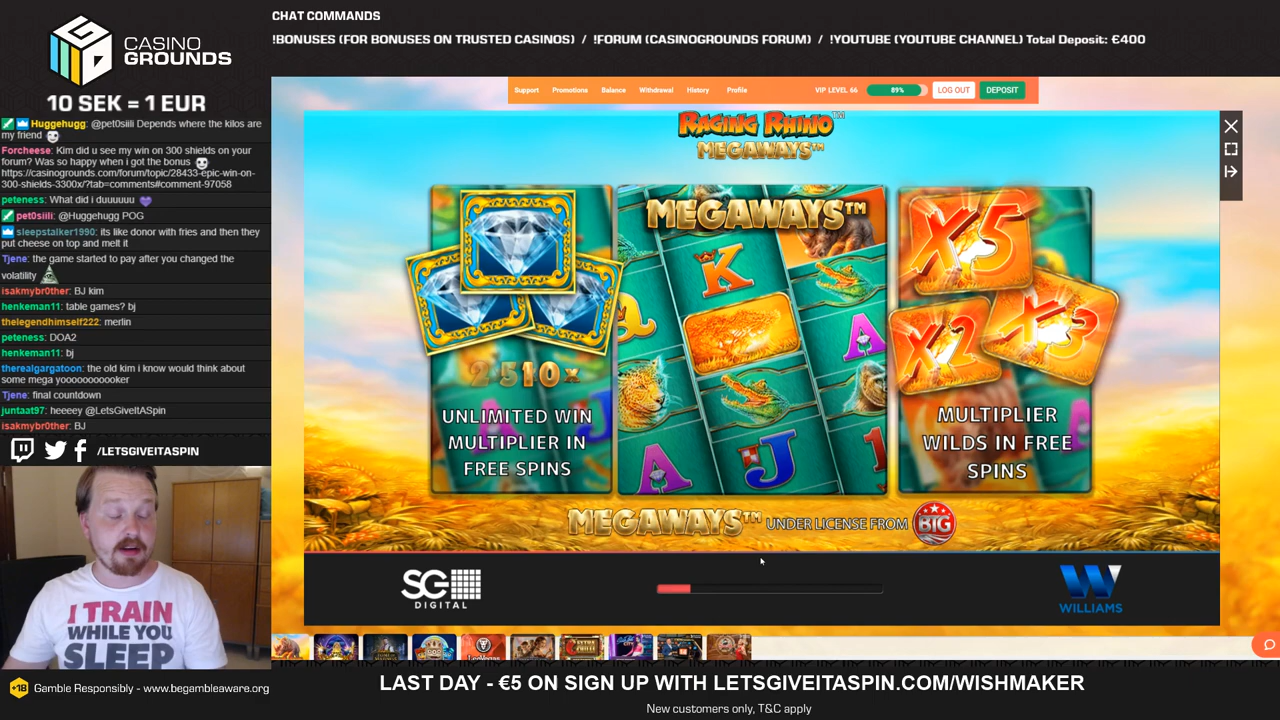 CHAT COMMANDS
!BONUSES (FOR BONUSES ON TRUSTED CASINOS) / !FORUM (CASINOGROUNDS FORUM) / !YOUTUBE (YOUTUBE CHANNEL) Total Deposit: €400
CASINO
GROUNDS
10 SEK = 1 EUR
Huggehugg: @pet0siili Depends where the kilos are
my friend
Forcheese: Kim did u see my win on 300 shields on your
forum? Was so happy when i got the bonus
https://casinogrounds.com/forum/topic/28433-epic-win-on-
300-shields-3300x/?tab=comments#comment-97058
peteness: What did i duuuuuu
pet0siili: @Huggehugg POG
sleepstalker1990: its like donor with fries and then they
put cheese on top and melt it
Tjene: the game started to pay after you changed the
volatility
isakmybr0ther: BJ kim
henkeman11: table games? bj
thelegendhimself222: merlin
peteness: DOA2
henkeman11: bj
therealgargatoon: the old kim i know would think about
some mega yoooooooooker
Tjene: final countdown
juntaat97: heeeey @LetsGiveItASpin
isakmybr0ther: BJ
/LETSGIVEITASPIN
I TRAIN
WHILE YOU
SLEEP
+18 Gamble Responsibly - www.begambleaware.org
Support Promotions Balance Withdrawal History Profile VIP LEVEL 66 89% LOG OUT DEPOSIT
RAGING RHINO™
MEGAWAYS™
MEGAWAYS™
K
A
A
J
X5
X2
X3
2510x
UNLIMITED WIN
MULTIPLIER IN
FREE SPINS
MULTIPLIER
WILDS IN FREE
SPINS
MEGAWAYS™ UNDER LICENSE FROM BTG
SG
DIGITAL
WILLIAMS
LAST DAY - €5 ON SIGN UP WITH LETSGIVEITASPIN.COM/WISHMAKER
New customers only, T&C apply